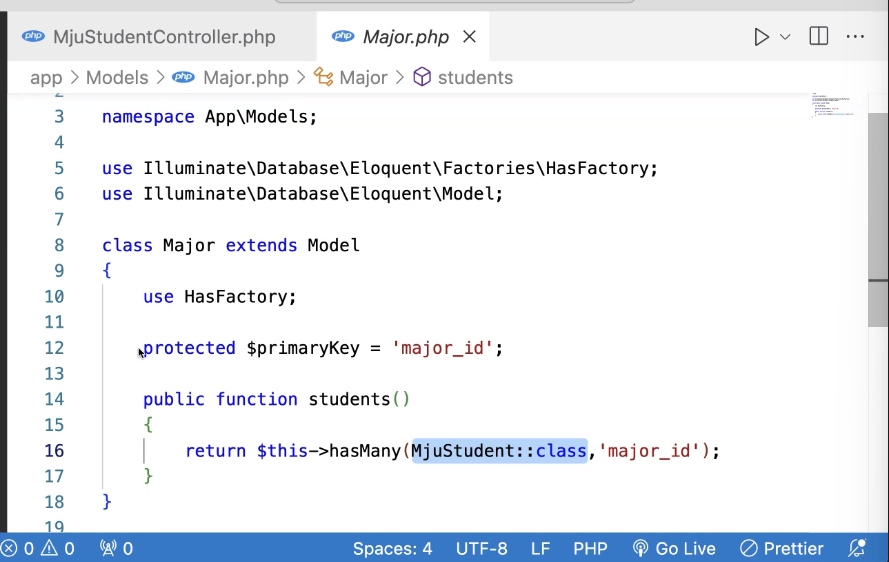 php MjuStudentController.php
php Major.php
app > Models > php Major.php > Major > students
2
3 namespace App\Models;
4
5 use Illuminate\Database\Eloquent\Factories\HasFactory;
6 use Illuminate\Database\Eloquent\Model;
7
8 class Major extends Model
9 {
10 use HasFactory;
11
12 protected $primaryKey = 'major_id';
13
14 public function students()
15 {
16 return $this->hasMany(MjuStudent::class,'major_id');
17 }
18 }
19
0 0 0 Spaces: 4 UTF-8 LF PHP Go Live Prettier